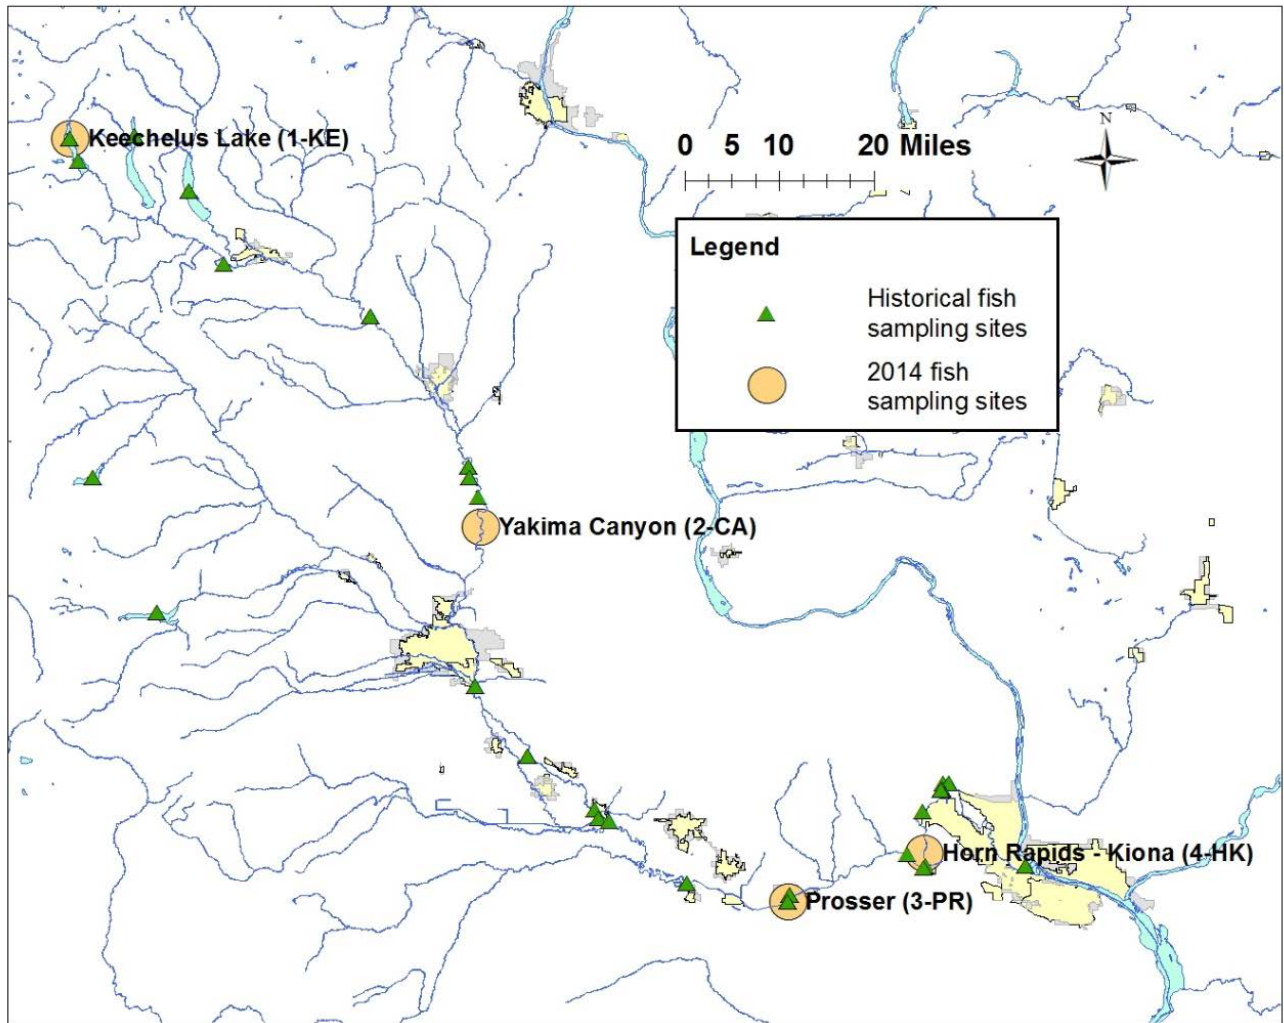 Keechelus Lake (1-KE)
N
0 5 10 20 Miles
Legend
Historical fish
sampling sites
2014 fish
sampling sites
Yakima Canyon (2-CA)
Horn Rapids - Kiona (4-HK)
Prosser (3-PR)